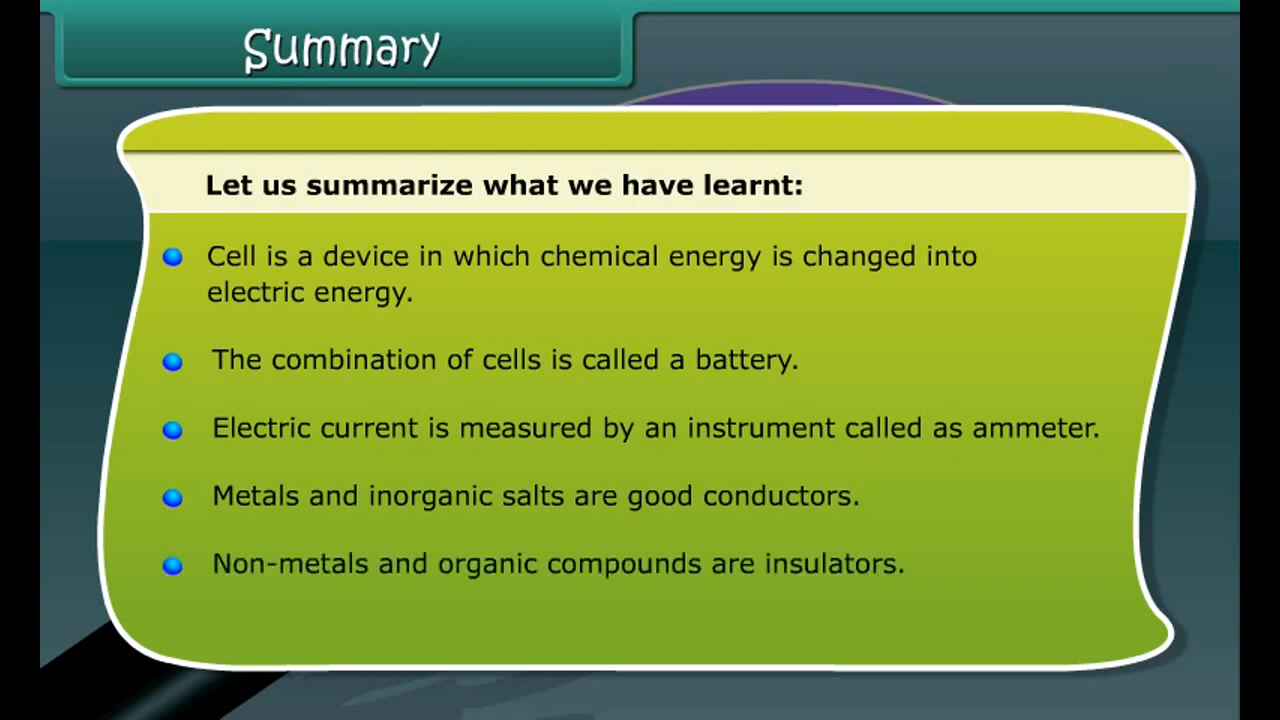 Summary
Let us summarize what we have learnt:
Cell is a device in which chemical energy is changed into
electric energy.
The combination of cells is called a battery.
Electric current is measured by an instrument called as ammeter.
Metals and inorganic salts are good conductors.
Non-metals and organic compounds are insulators.